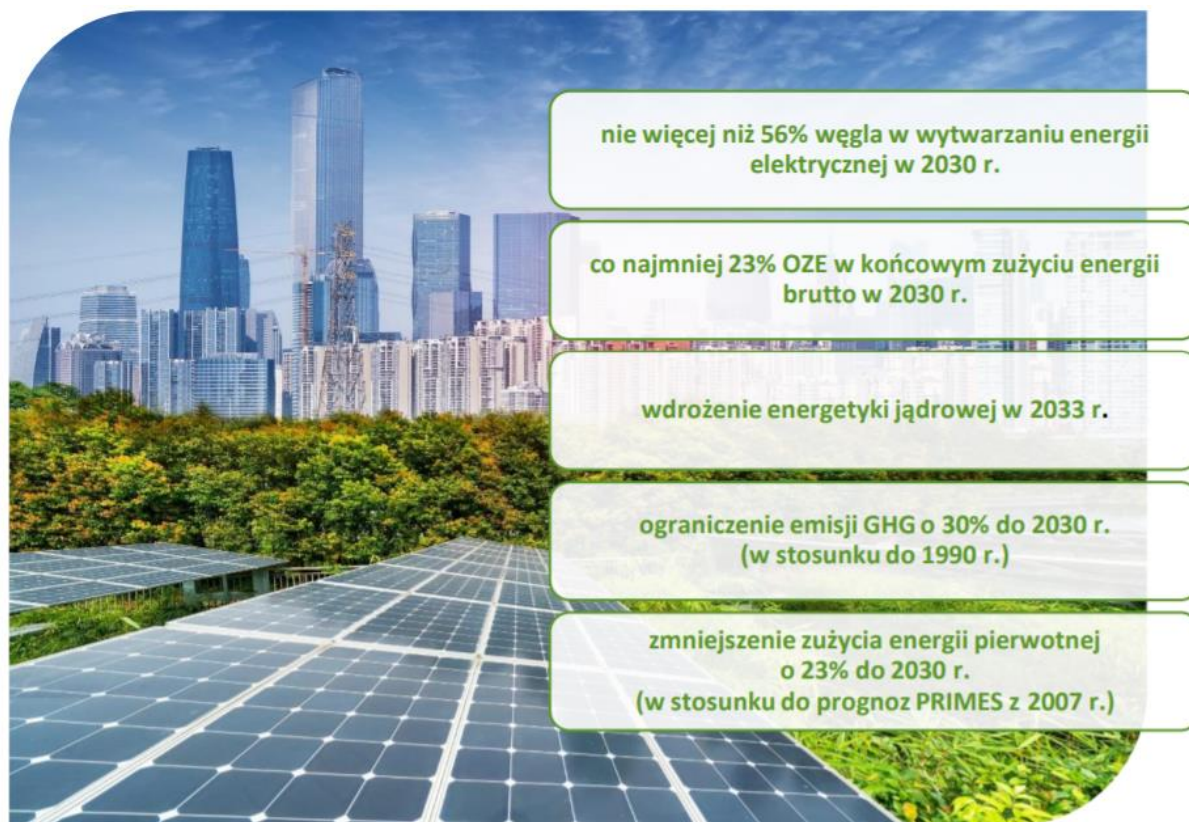 nie więcej niż 56% węgla w wytwarzaniu energii
elektrycznej w 2030 r.
co najmniej 23% OZE w końcowym zużyciu energii
brutto w 2030 r.
wdrożenie energetyki jądrowej w 2033 r.
ograniczenie emisji GHG o 30% do 2030 r.
(w stosunku do 1990 r.)
zmniejszenie zużycia energii pierwotnej
o 23% do 2030 r.
(w stosunku do prognoz PRIMES z 2007 r.)